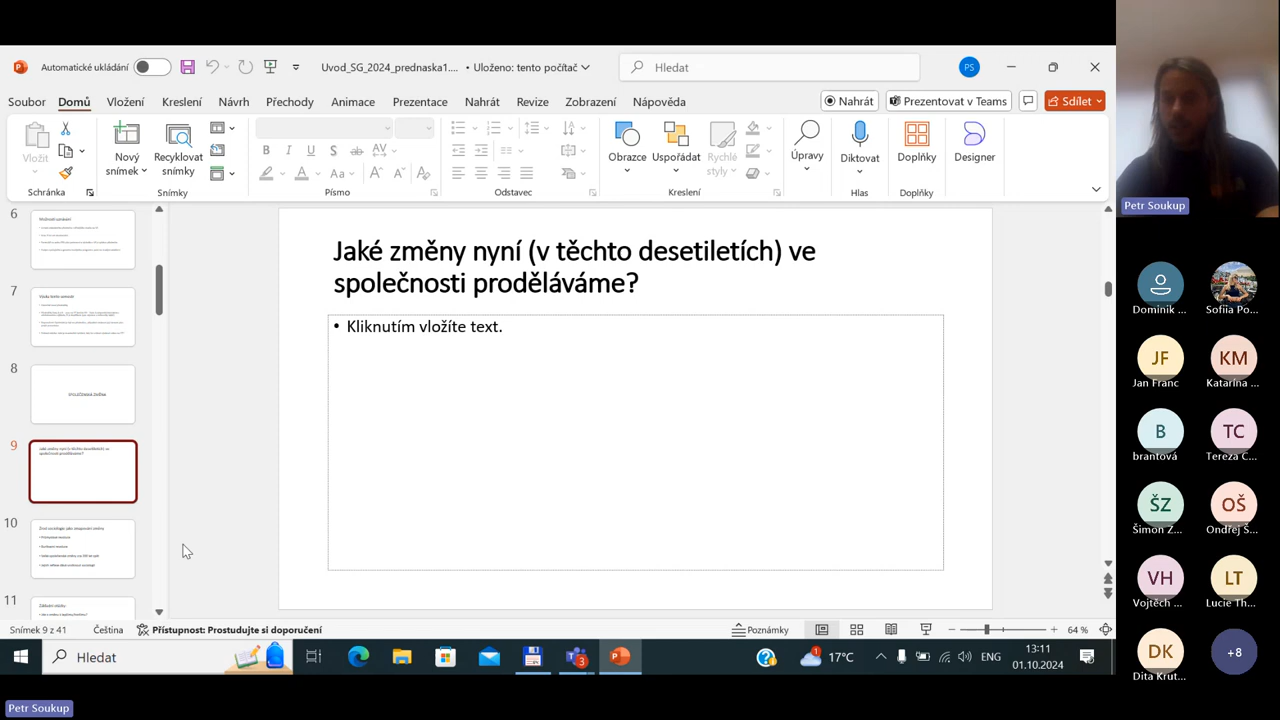 Automatické ukládání
Uvod_SG_2024_prednaska1.... • Uloženo: tento počítač
Hledat
PS
Soubor Domů Vložení Kreslení Návrh Přechody Animace Prezentace Nahrát Revize Zobrazení Nápověda
Nahrát
Prezentovat v Teams
Sdílet
Vložit
Nový snímek
Recyklovat snímky
Obrazce
Uspořádat
Rychlé styly
Úpravy
Diktovat
Doplňky
Designer
Schránka
Snímky
Písmo
Odstavec
Kreslení
Hlas
Doplňky
6
7
8
9
10
11
Jaké změny nyní (v těchto desetiletích) ve
společnosti proděláváme?
• Kliknutím vložíte text.
Snímek 9 z 41
Čeština
Přístupnost: Prostudujte si doporučení
Poznámky
64 %
Hledat
3
1
17°C
ENG
13:11
01.10.2024
Petr Soukup
Dominik ...
Sofiia Po...
JF
Jan Franc
KM
Katarína ...
B
brantová
TC
Tereza C...
ŠZ
Šimon Z...
OŠ
Ondřej Š...
VH
Vojtěch ...
LT
Lucie Th...
DK
Dita Krut...
+8
Petr Soukup